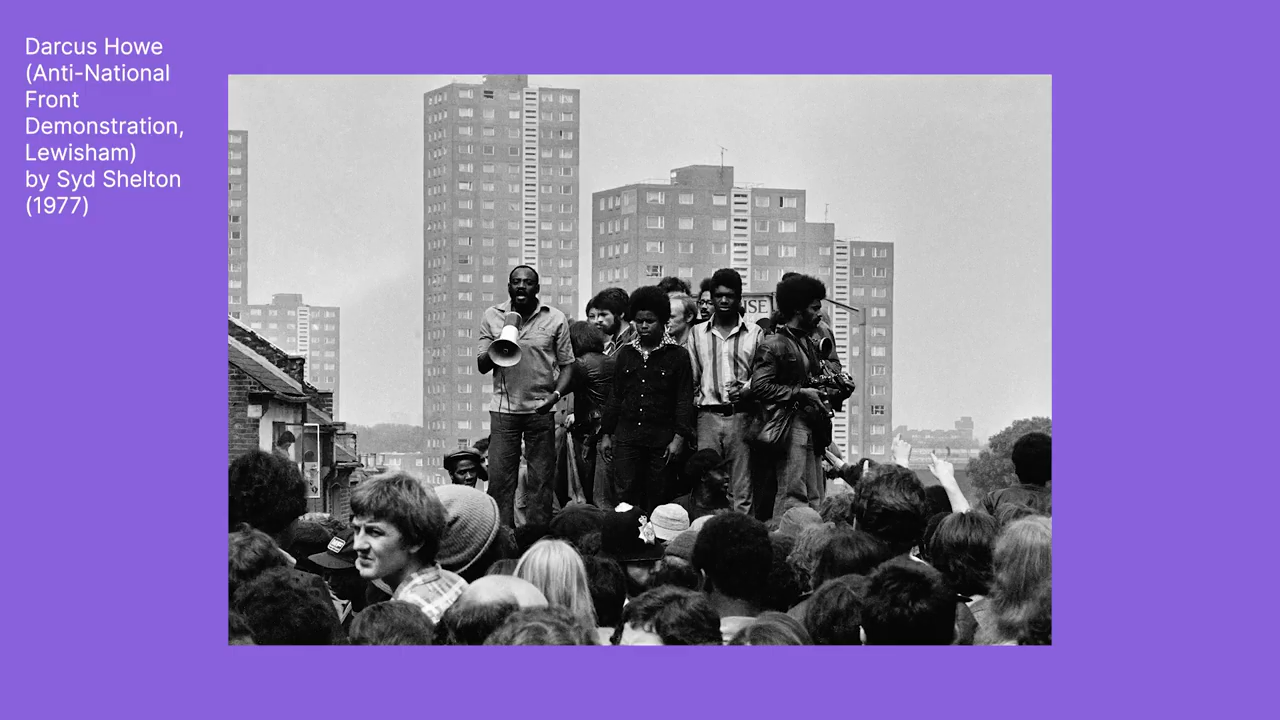 Darcus Howe
(Anti-National
Front
Demonstration,
Lewisham)
by Syd Shelton
(1977)